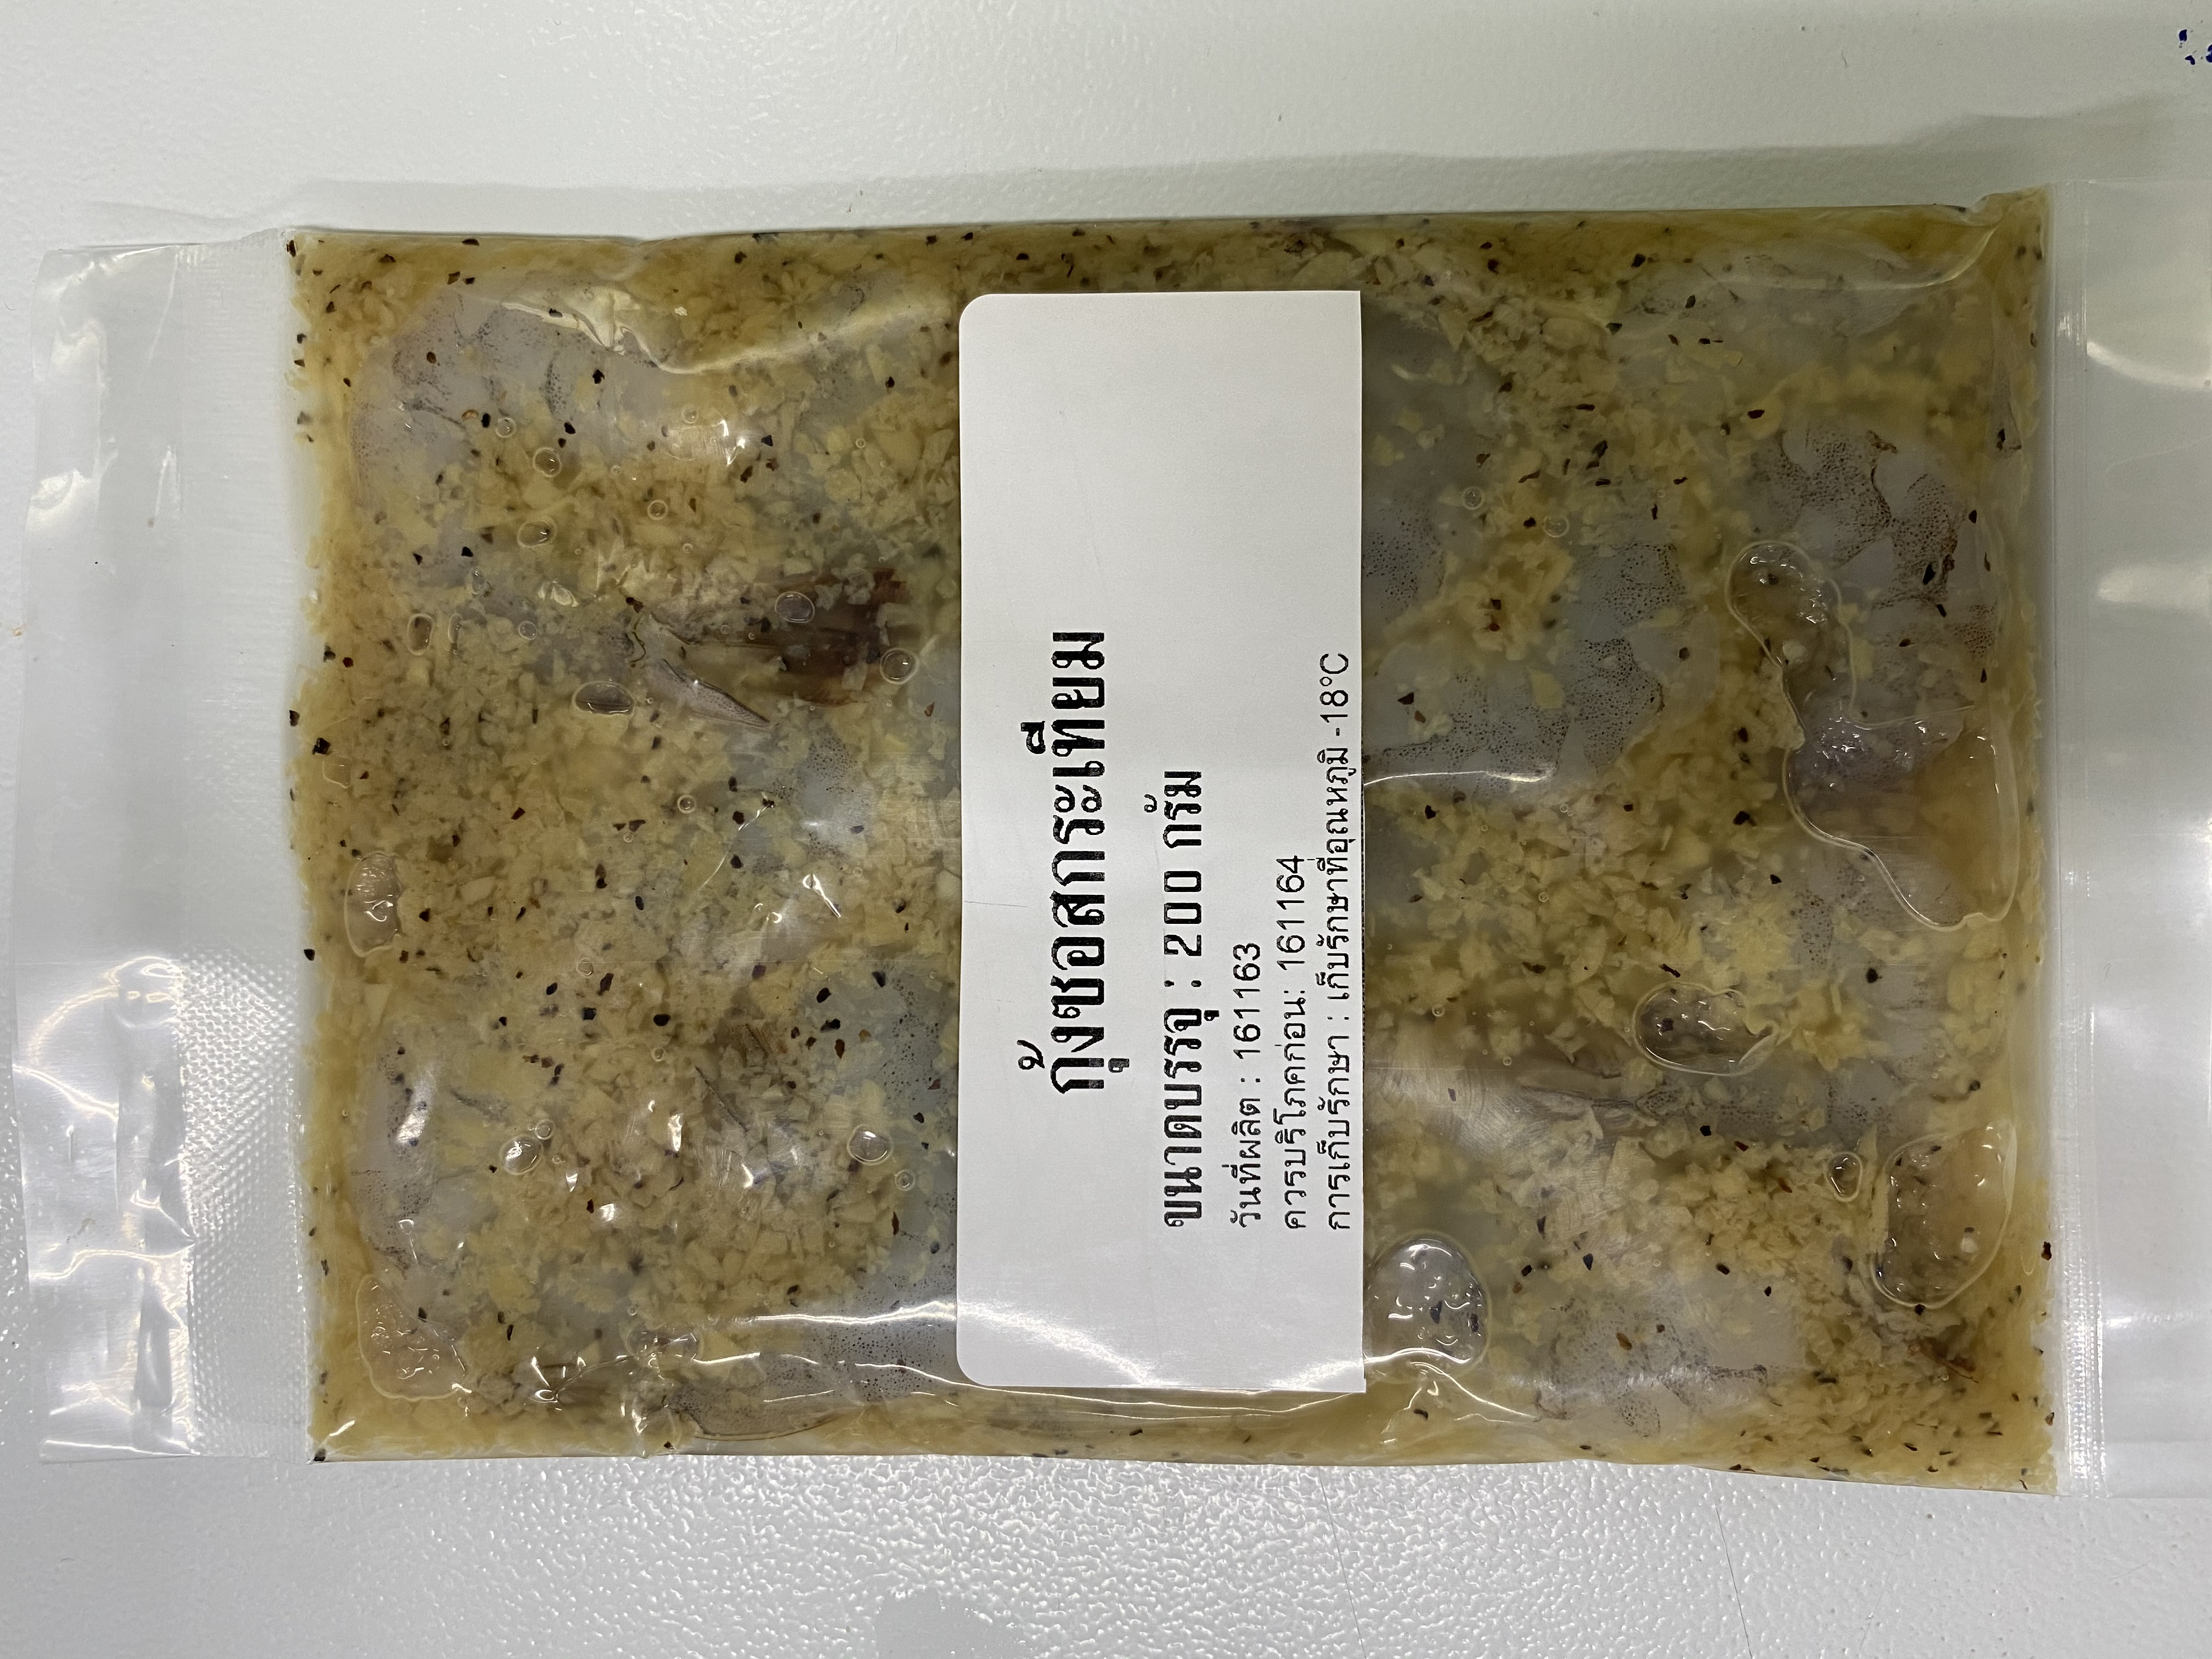 กุ้งซอสกระเทียม
ขนาดบรรจุ : 200 กรัม
วันที่ผลิต : 161163
ควรบริโภคก่อน: 161164
การเก็บรักษา : เก็บรักษาที่อุณหภูมิ -18°C